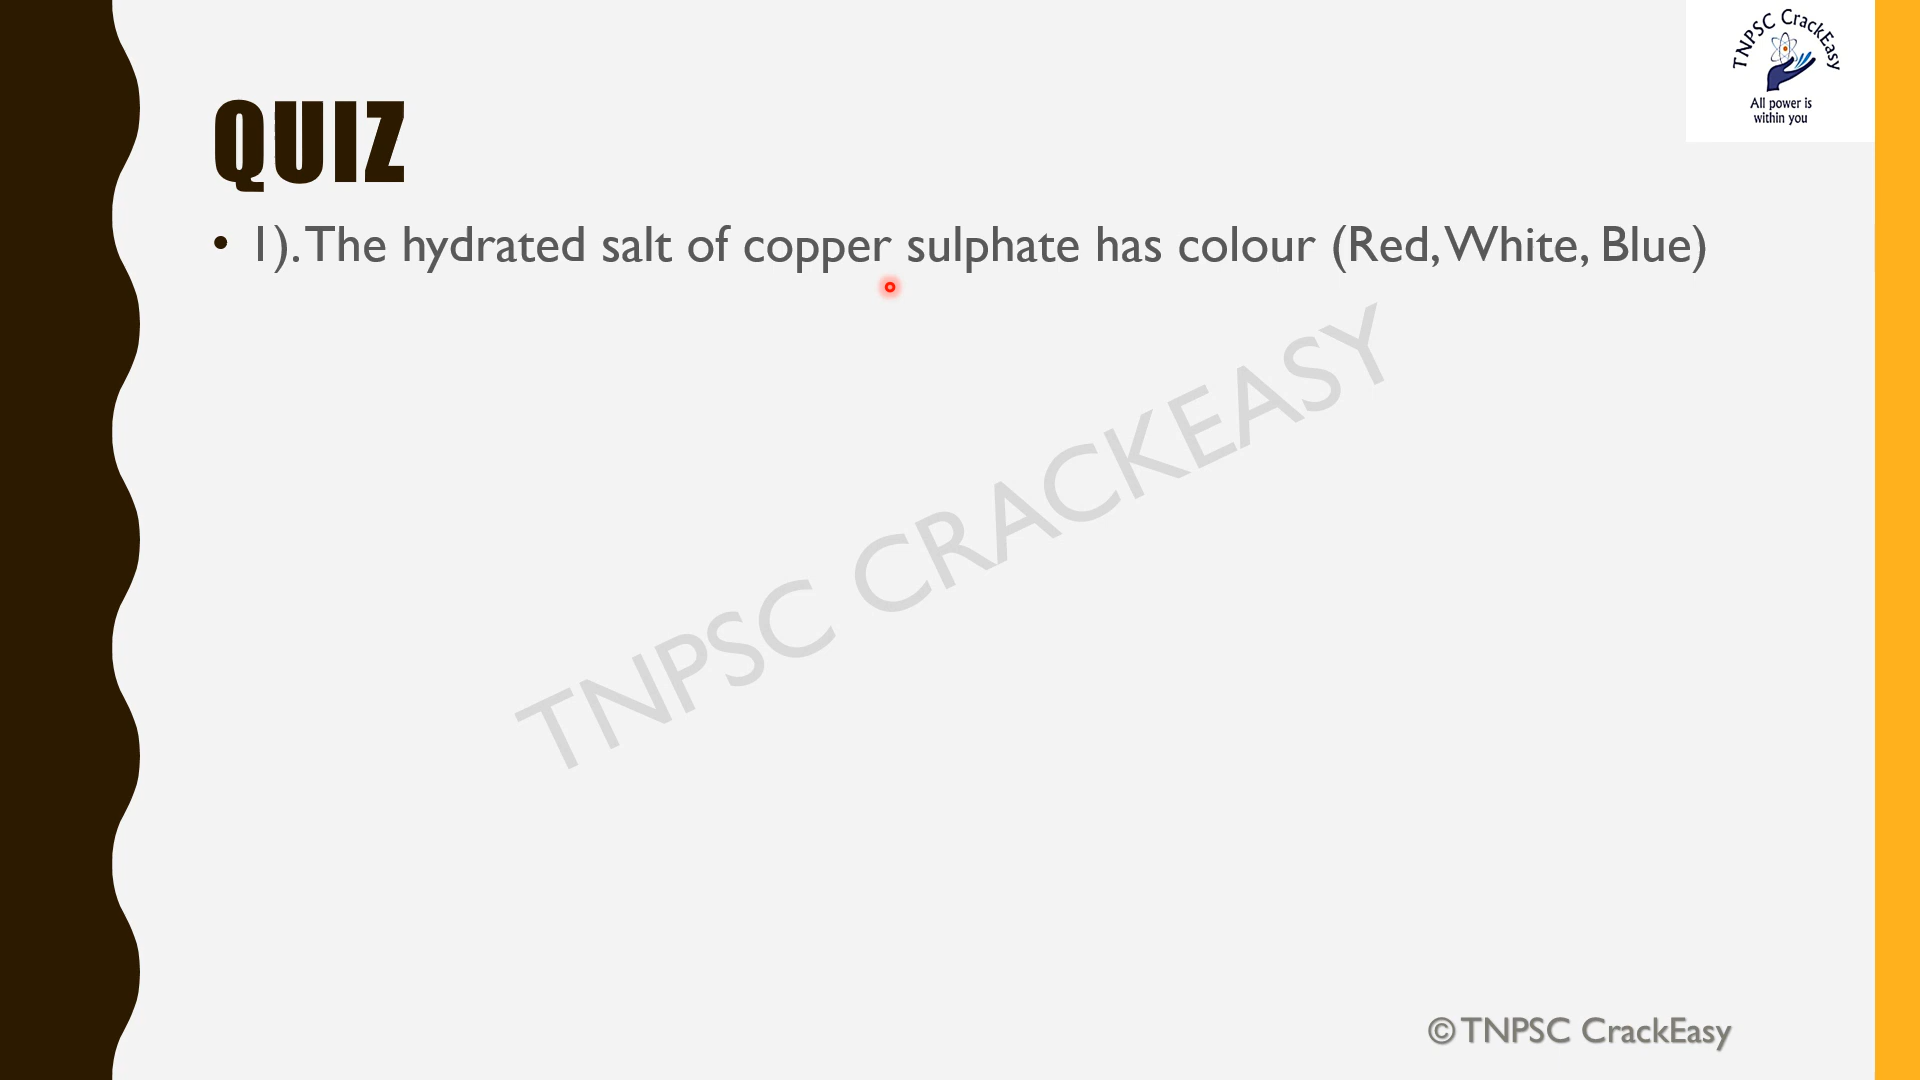 TNPSC CrackEasy
All power is
within you
QUIZ
• 1). The hydrated salt of copper sulphate has colour (Red, White, Blue)
TNPSC CRACKEASY
© TNPSC CrackEasy